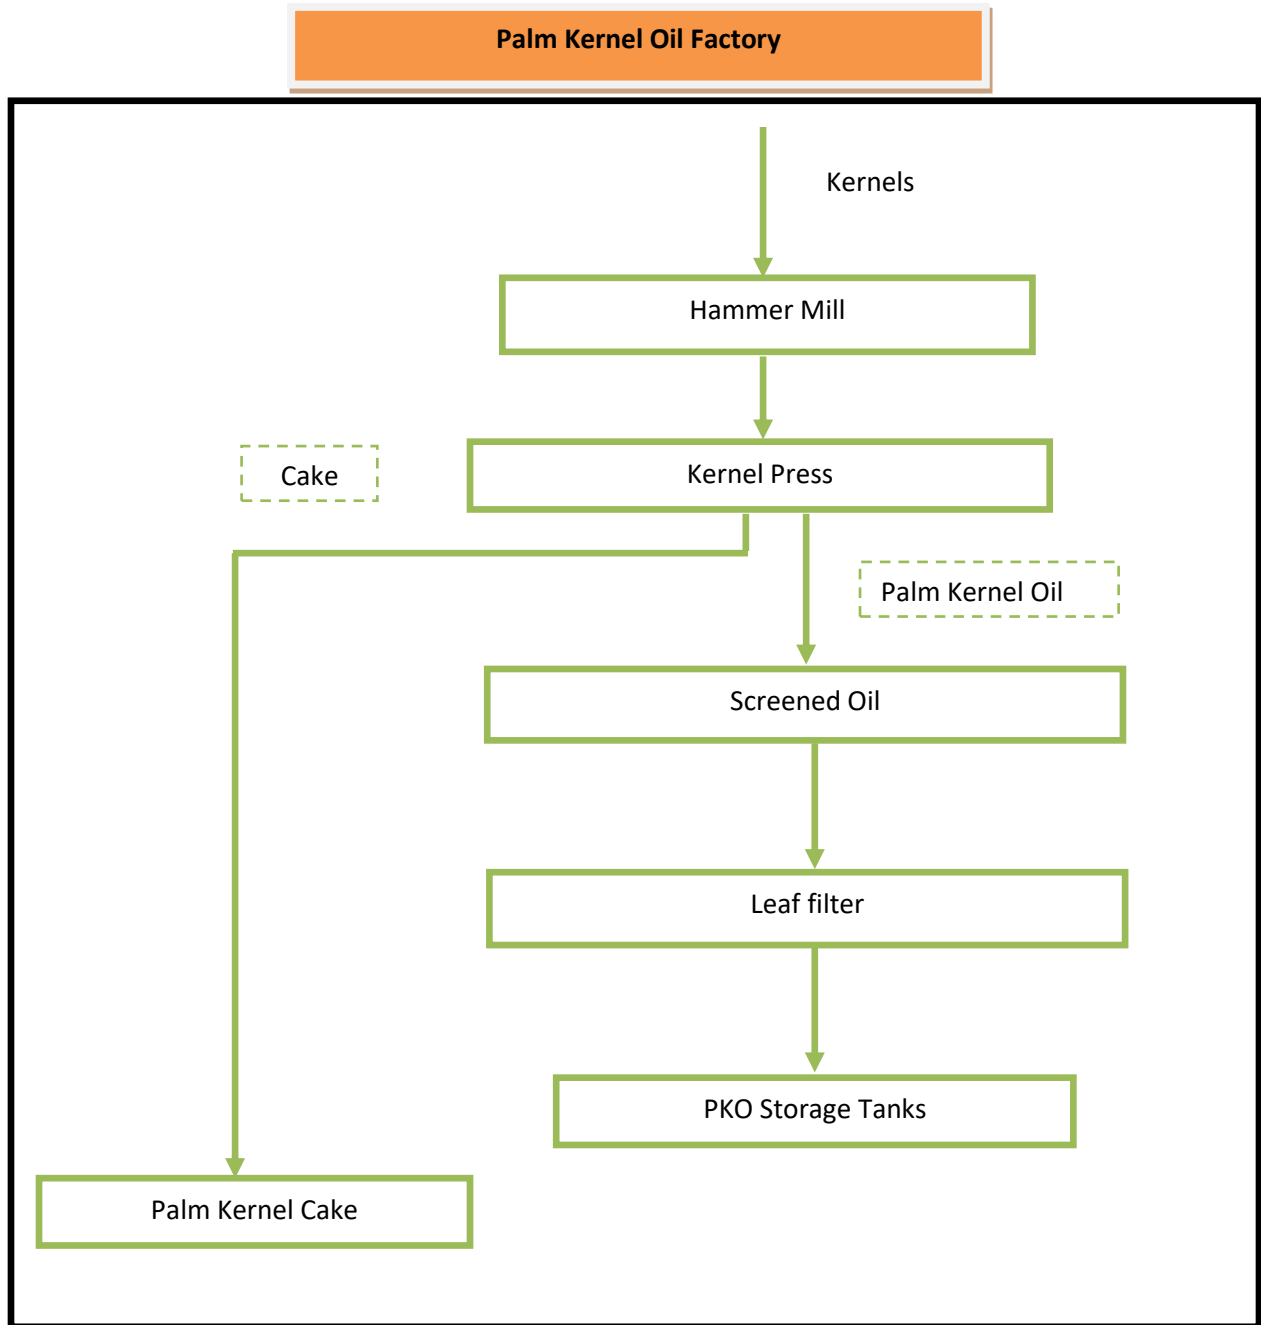 Palm Kernel Oil Factory
Kernels
Hammer Mill
Kernel Press
Cake
Palm Kernel Oil
Screened Oil
Leaf filter
PKO Storage Tanks
Palm Kernel Cake